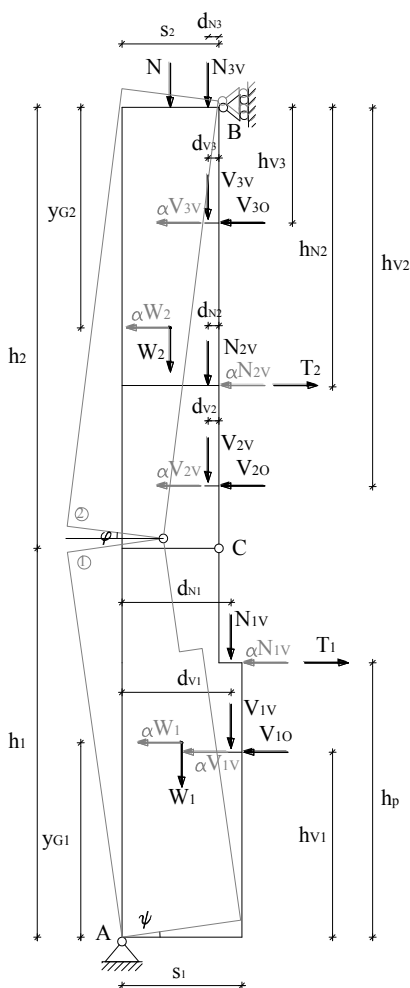 dN3
s2
N
N3V
B
dV3
hV3
yG2
V3V
αV3V
V3O
hN2
hV2
αW2
dN2
W2
N2V
h2
αN2V
T2
dV2
V2V
αV2V
V2O
②
φ
C
①
dN1
N1V
αN1V
T1
dV1
V1V
αW1
V1O
αV1V
h1
W1
hp
yG1
hV1
A
ψ
s1